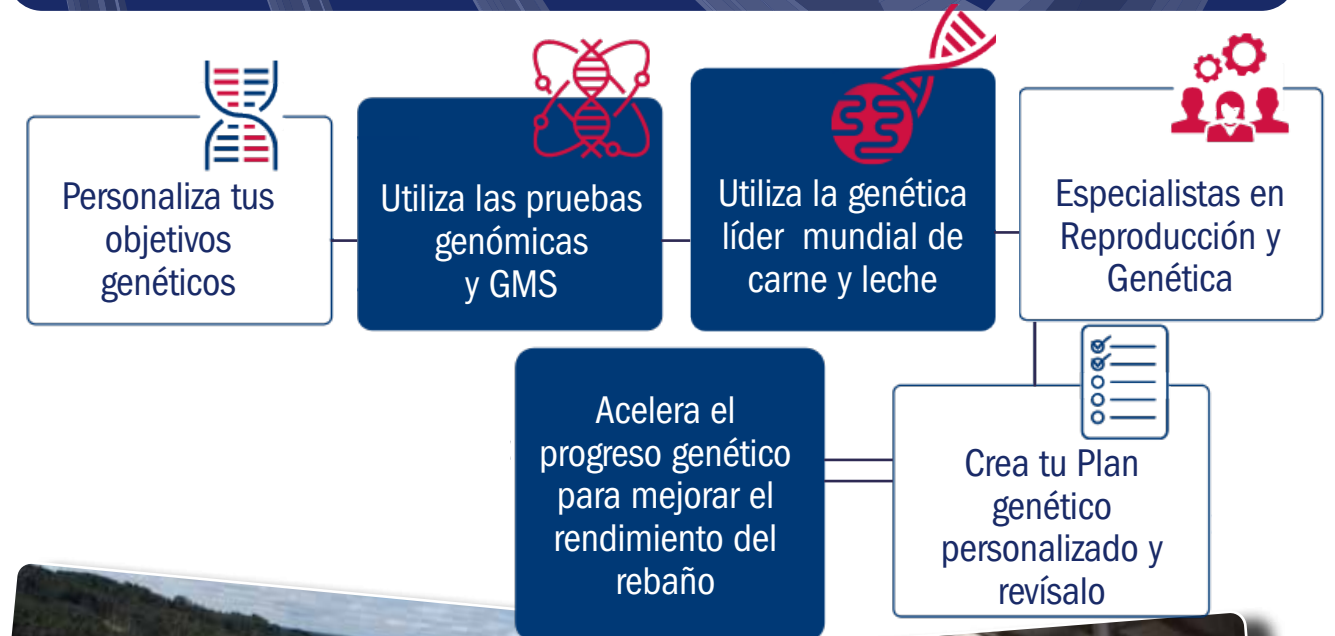 Personaliza tus
objetivos
genéticos
Utiliza las pruebas
genómicas
y GMS
Utiliza la genética
líder mundial de
carne y leche
Especialistas en
Reproducción y
Genética
Crea tu Plan
genético
personalizado y
revísalo
Acelera el
progreso genético
para mejorar el
rendimiento del
rebaño